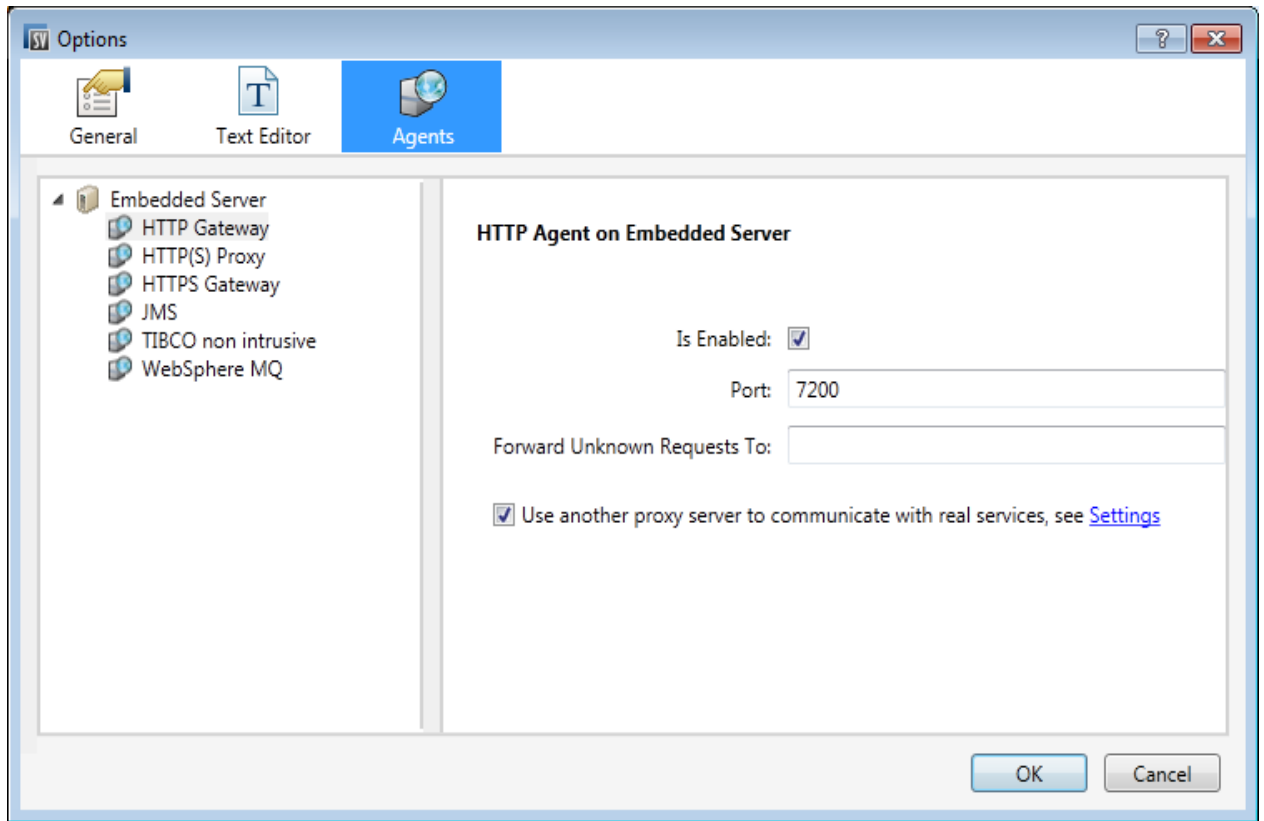 SV Options
?
General Text Editor Agents
Embedded Server
HTTP Gateway
HTTP(S) Proxy
HTTPS Gateway
JMS
TIBCO non intrusive
WebSphere MQ
HTTP Agent on Embedded Server
Is Enabled:
Port: 7200
Forward Unknown Requests To:
Use another proxy server to communicate with real services, see Settings
OK Cancel